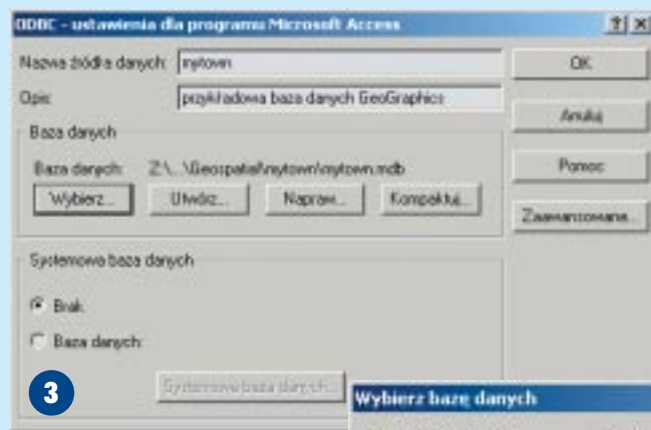 ODBC - ustawienia dla programu Microsoft Access
Nazwa źródła danych: mytown
OK
Opis: przykładowa baza danych GeoGraphics
Anuluj
Baza danych
Baza danych: Z:\...\Geospatial\mytown\mytown.mdb
Pomoc
Wybierz... Utwórz... Napraw... Kompaktuj...
Zaawansowane...
Systemowa baza danych
Brak
Baza danych:
Systemowa baza danych...
3
Wybierz bazę danych